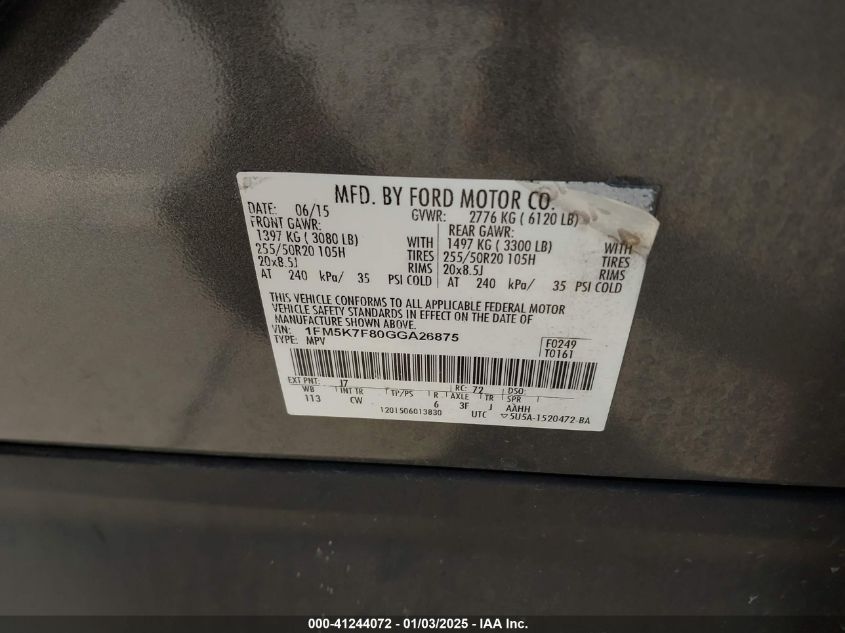 MFD. BY FORD MOTOR CO.
DATE: 06/15 GVWR: 2776 KG ( 6120 LB)
FRONT GAWR: REAR GAWR:
1397 KG ( 3080 LB) WITH 1497 KG ( 3300 LB) WITH
255/50R20 105H TIRES 255/50R20 105H TIRES
20x8.5J RIMS 20x8.5J RIMS
AT 240 kPa/ 35 PSI COLD AT 240 kPa/ 35 PSI COLD
THIS VEHICLE CONFORMS TO ALL APPLICABLE FEDERAL MOTOR
VEHICLE SAFETY STANDARDS IN EFFECT ON THE DATE OF
MANUFACTURE SHOWN ABOVE.
VIN: 1FM5K7F80GGA26875 F0249
TYPE: MPV T0161
EXT PNT: J7 RC: 72 DSO:
WB INT TR TP/PS R AXLE TR SPR
113 CW 6 3F J AAHH
1201506013830 UTC 5U5A-1520472-BA
000-41244072 - 01/03/2025 - IAA Inc.